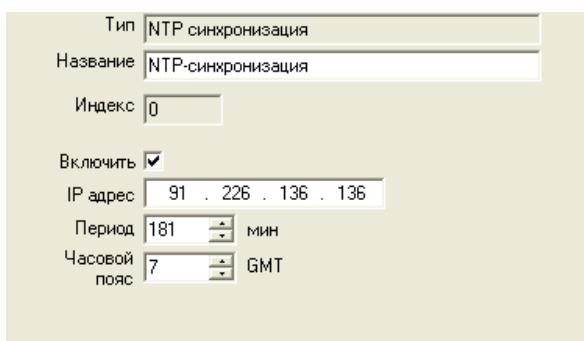 Тип NTP синхронизация
Название NTP-синхронизация
Индекс 0
Включить
IP адрес 91 . 226 . 136 . 136
Период 181 мин
Часовой
пояс 7 GMT